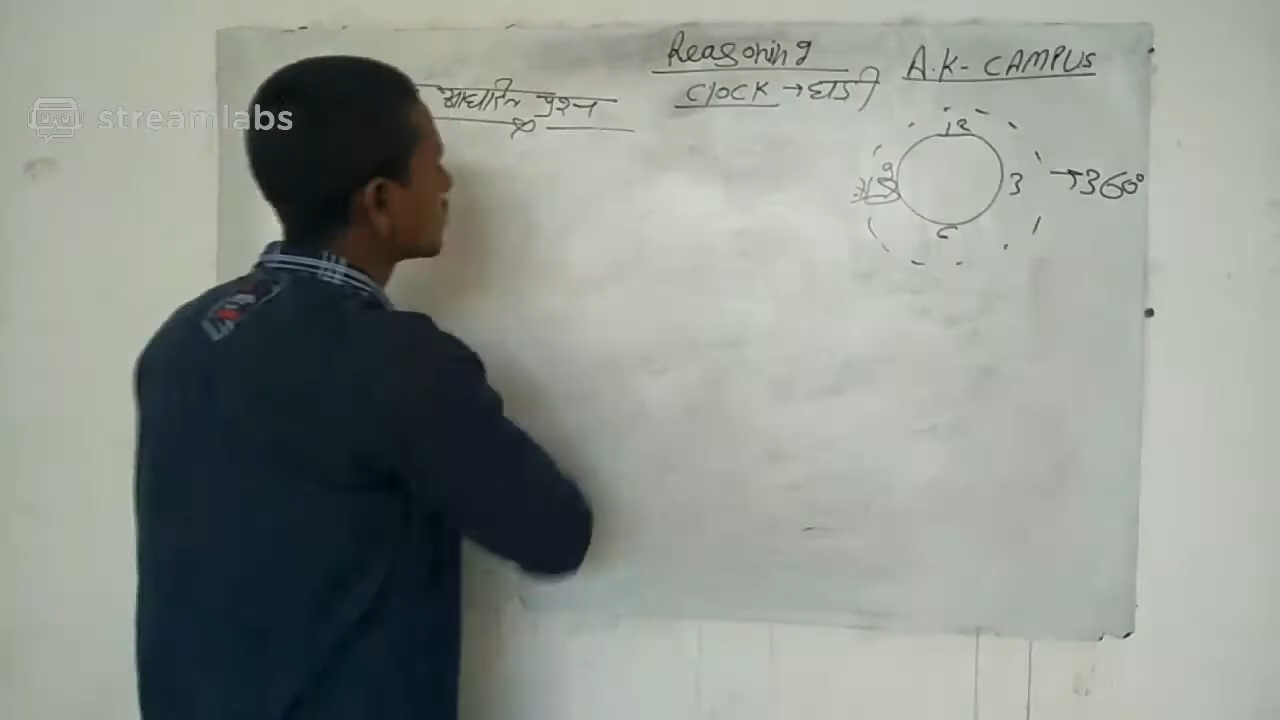 streamlabs
Reasoning
A.K- CAMPUS
आधारित प्रश्न
CLOCK → घड़ी
12
9
3
→ 360°
6